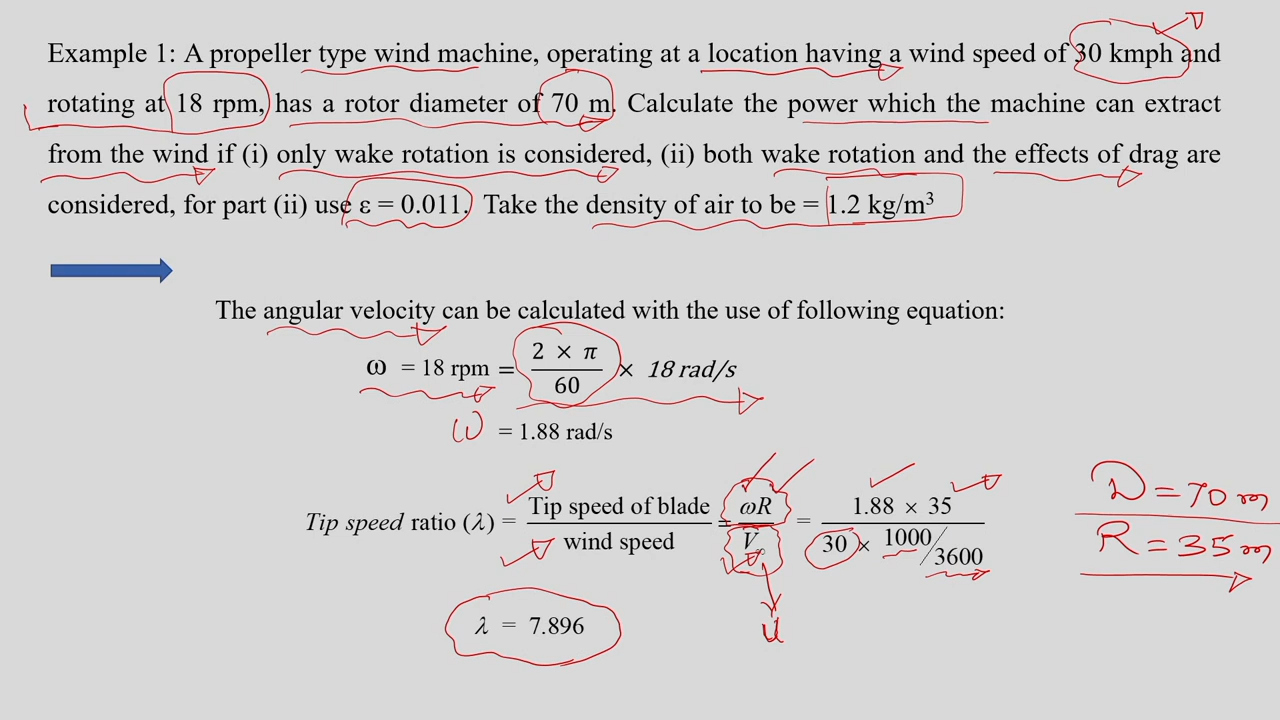 Example 1: A propeller type wind machine, operating at a location having a wind speed of 30 kmph and
rotating at 18 rpm, has a rotor diameter of 70 m. Calculate the power which the machine can extract
from the wind if (i) only wake rotation is considered, (ii) both wake rotation and the effects of drag are
considered, for part (ii) use ε = 0.011. Take the density of air to be = 1.2 kg/m³
The angular velocity can be calculated with the use of following equation:
ω = 18 rpm = 2 × π / 60 × 18 rad/s
ω = 1.88 rad/s
Tip speed ratio (λ) = Tip speed of blade / wind speed = ωR / V∞ = 1.88 × 35 / 30 × 1000/3600
u
D = 70 m
R = 35 m
λ = 7.896